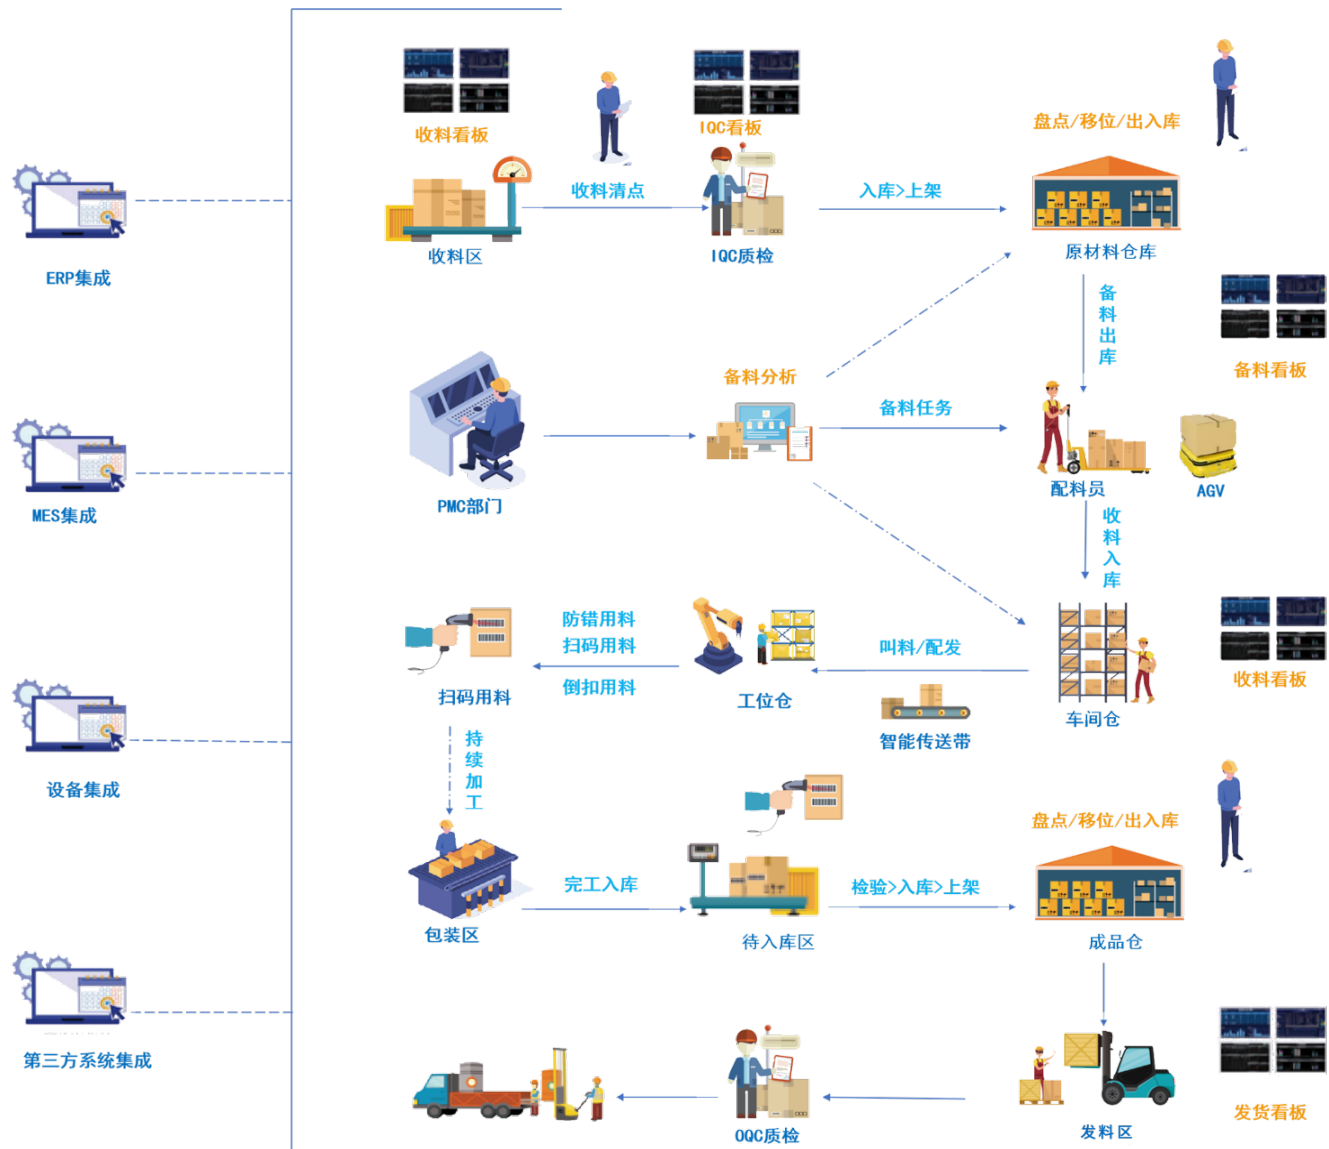 收料看板
IQC看板
盘点/移位/出入库
收料清点
入库>上架
收料区
IQC质检
原材料仓库
ERP集成
备料出库
备料看板
备料分析
备料任务
PMC部门
配料员
AGV
MES集成
收料入库
防错用料
扫码用料
倒扣用料
叫料/配发
扫码用料
工位仓
智能传送带
车间仓
收料看板
持续加工
设备集成
盘点/移位/出入库
完工入库
检验>入库>上架
包装区
待入库区
成品仓
第三方系统集成
OQC质检
发料区
发货看板